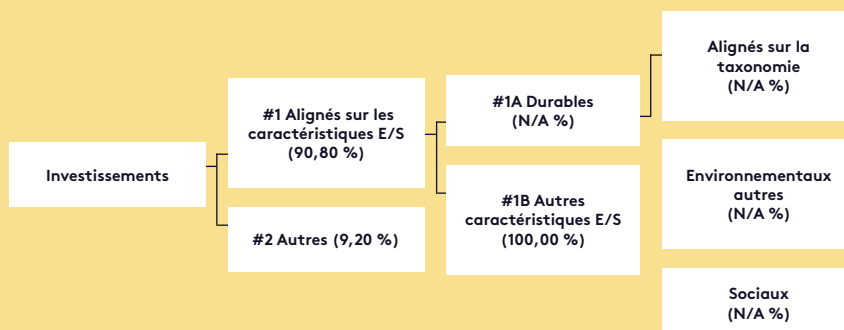 Investissements
#1 Alignés sur les
caractéristiques E/S
(90,80 %)
#2 Autres (9,20 %)
#1A Durables
(N/A %)
#1B Autres
caractéristiques E/S
(100,00 %)
Alignés sur la
taxonomie
(N/A %)
Environnementaux
autres
(N/A %)
Sociaux
(N/A %)